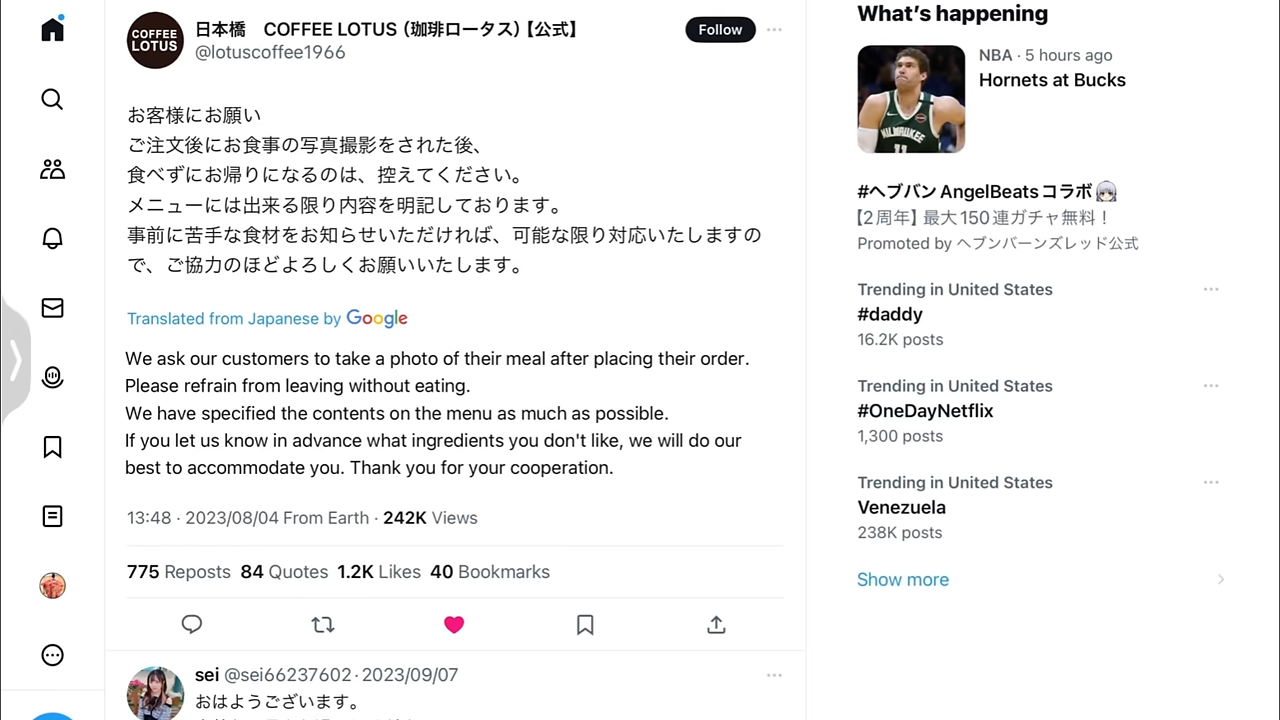 COFFEE
LOTUS
日本橋　COFFEE LOTUS（珈琲ロータス）【公式】
@lotuscoffee1966
Follow
お客様にお願い
ご注文後にお食事の写真撮影をされた後、
食べずにお帰りになるのは、控えてください。
メニューには出来る限り内容を明記しております。
事前に苦手な食材をお知らせいただければ、可能な限り対応いたしますの
で、ご協力のほどよろしくお願いいたします。
Translated from Japanese by Google
We ask our customers to take a photo of their meal after placing their order.
Please refrain from leaving without eating.
We have specified the contents on the menu as much as possible.
If you let us know in advance what ingredients you don't like, we will do our
best to accommodate you. Thank you for your cooperation.
13:48 · 2023/08/04 From Earth · 242K Views
775 Reposts 84 Quotes 1.2K Likes 40 Bookmarks
sei @sei66237602 · 2023/09/07
おはようございます。
What's happening
NBA · 5 hours ago
Hornets at Bucks
MILWAUKEE
11
#ヘブバン AngelBeatsコラボ
【2周年】最大150連ガチャ無料！
Promoted by ヘブンバーンズレッド公式
Trending in United States
#daddy
16.2K posts
Trending in United States
#OneDayNetflix
1,300 posts
Trending in United States
Venezuela
238K posts
Show more